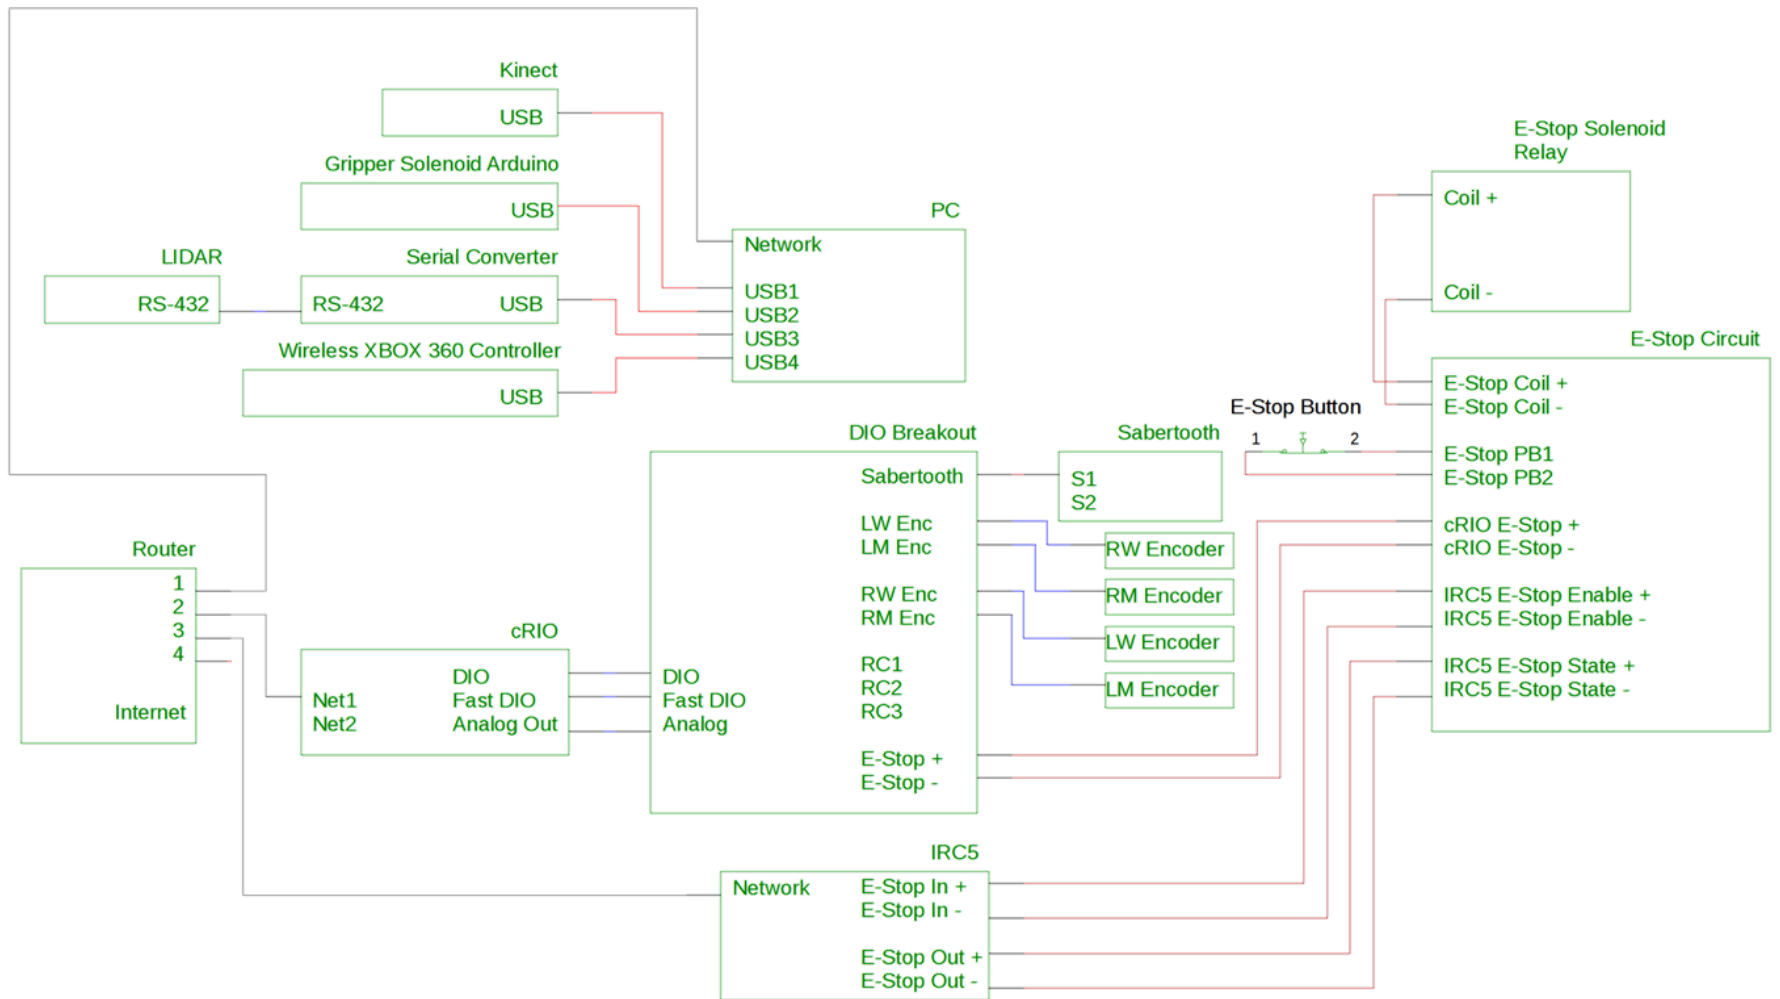 Kinect
USB
Gripper Solenoid Arduino
USB
LIDAR
RS-432
Serial Converter
RS-432 USB
Wireless XBOX 360 Controller
USB
PC
Network
USB1
USB2
USB3
USB4
E-Stop Solenoid
Relay
Coil +
Coil -
E-Stop Circuit
E-Stop Coil +
E-Stop Coil -
E-Stop PB1
E-Stop PB2
cRIO E-Stop +
cRIO E-Stop -
IRC5 E-Stop Enable +
IRC5 E-Stop Enable -
IRC5 E-Stop State +
IRC5 E-Stop State -
E-Stop Button
1 2
DIO Breakout
Sabertooth
LW Enc
LM Enc
RW Enc
RM Enc
RC1
RC2
RC3
E-Stop +
E-Stop -
DIO
Fast DIO
Analog
Sabertooth
S1
S2
RW Encoder
RM Encoder
LW Encoder
LM Encoder
Router
1
2
3
4
Internet
cRIO
DIO
Fast DIO
Analog Out
Net1
Net2
IRC5
Network
E-Stop In +
E-Stop In -
E-Stop Out +
E-Stop Out -